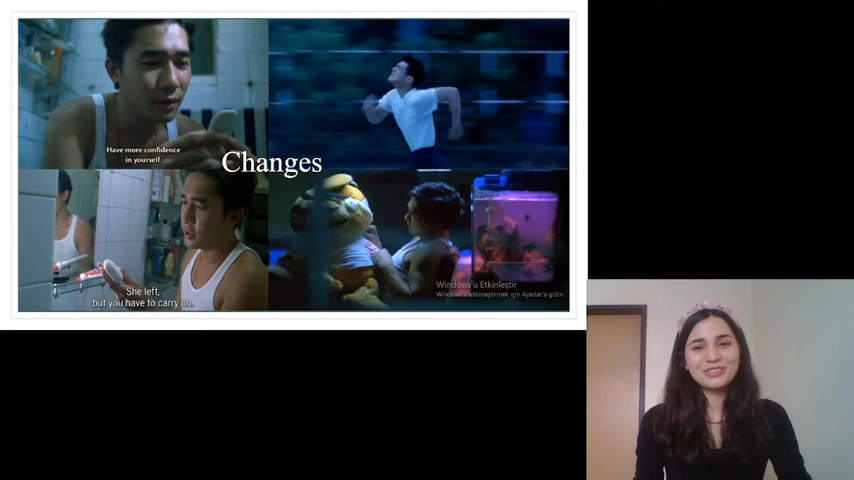 Have more confidence
in yourself.
Changes
She left,
but you have to carry on.
Windows'u Etkinleştir
Windows'u etkinleştirmek için Ayarlar'a gidin.